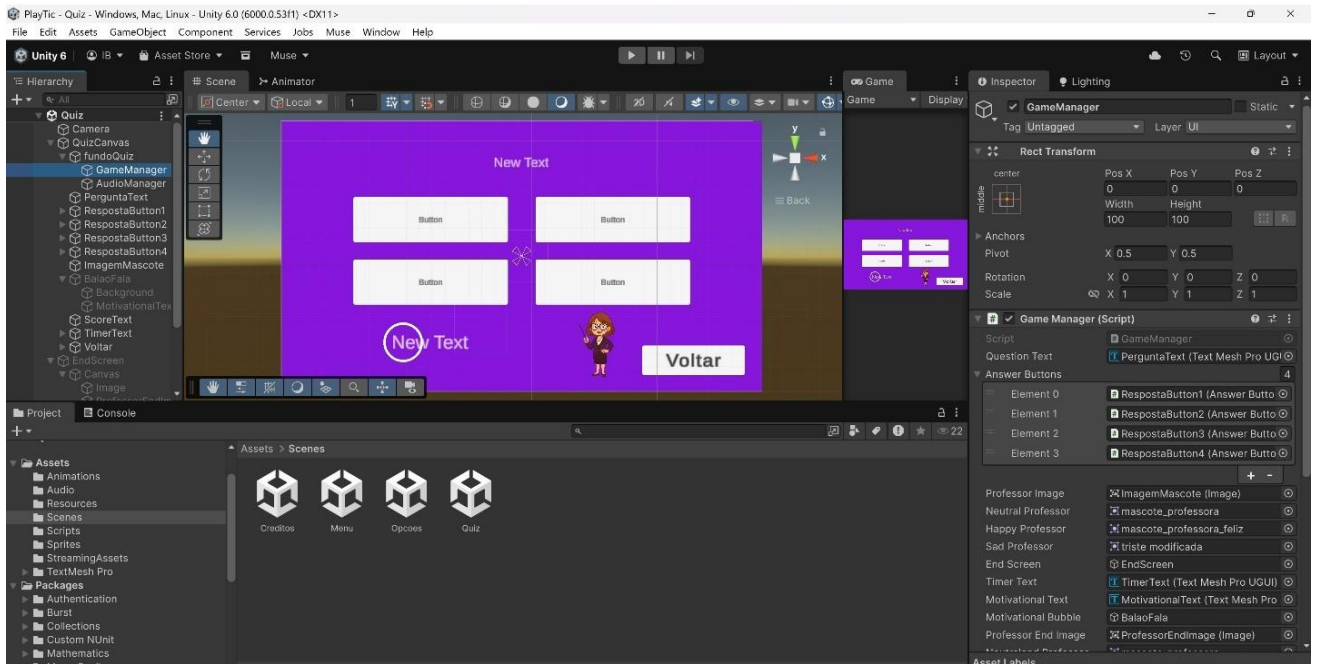 PlayTic - Quiz - Windows, Mac, Linux - Unity 6.0 (6000.0.53f1) <DX11>
File Edit Assets GameObject Component Services Jobs Muse Window Help
Unity 6 IB Asset Store Muse Layout
Hierarchy
All
Quiz
Camera
QuizCanvas
fundoQuiz
GameManager
AudioManager
PerguntaText
RespostaButton1
RespostaButton2
RespostaButton3
RespostaButton4
ImagemMascote
BalaoFala
Background
MotivationalTex
ScoreText
TimerText
Voltar
EndScreen
Canvas
Image
ProfessorEndIm
Scene Animator
Center Local 1 2D
New Text
Button Button
Button Button
New Text
Voltar
y
x
Back
Game
Game Display
Inspector Lighting
GameManager Static
Tag Untagged Layer UI
Rect Transform
center Pos X Pos Y Pos Z
middle 0 0 0
Width Height
100 100 R
Anchors
Pivot X 0.5 Y 0.5
Rotation X 0 Y 0 Z 0
Scale X 1 Y 1 Z 1
Game Manager (Script)
Script GameManager
Question Text PerguntaText (Text Mesh Pro UGI
Answer Buttons 4
Element 0 RespostaButton1 (Answer Butto
Element 1 RespostaButton2 (Answer Butto
Element 2 RespostaButton3 (Answer Butto
Element 3 RespostaButton4 (Answer Butto
+ -
Professor Image ImagemMascote (Image)
Neutral Professor mascote_professora
Happy Professor mascote_professora_feliz
Sad Professor triste modificada
End Screen EndScreen
Timer Text TimerText (Text Mesh Pro UGUI)
Motivational Text MotivationalText (Text Mesh Pro
Motivational Bubble BalaoFala
Professor End Image ProfessorEndImage (Image)
Asset Labels
Project Console
22
Assets
Animations
Audio
Resources
Scenes
Scripts
Sprites
StreamingAssets
TextMesh Pro
Packages
Authentication
Burst
Collections
Custom NUnit
Mathematics
Assets > Scenes
Creditos Menu Opcoes Quiz